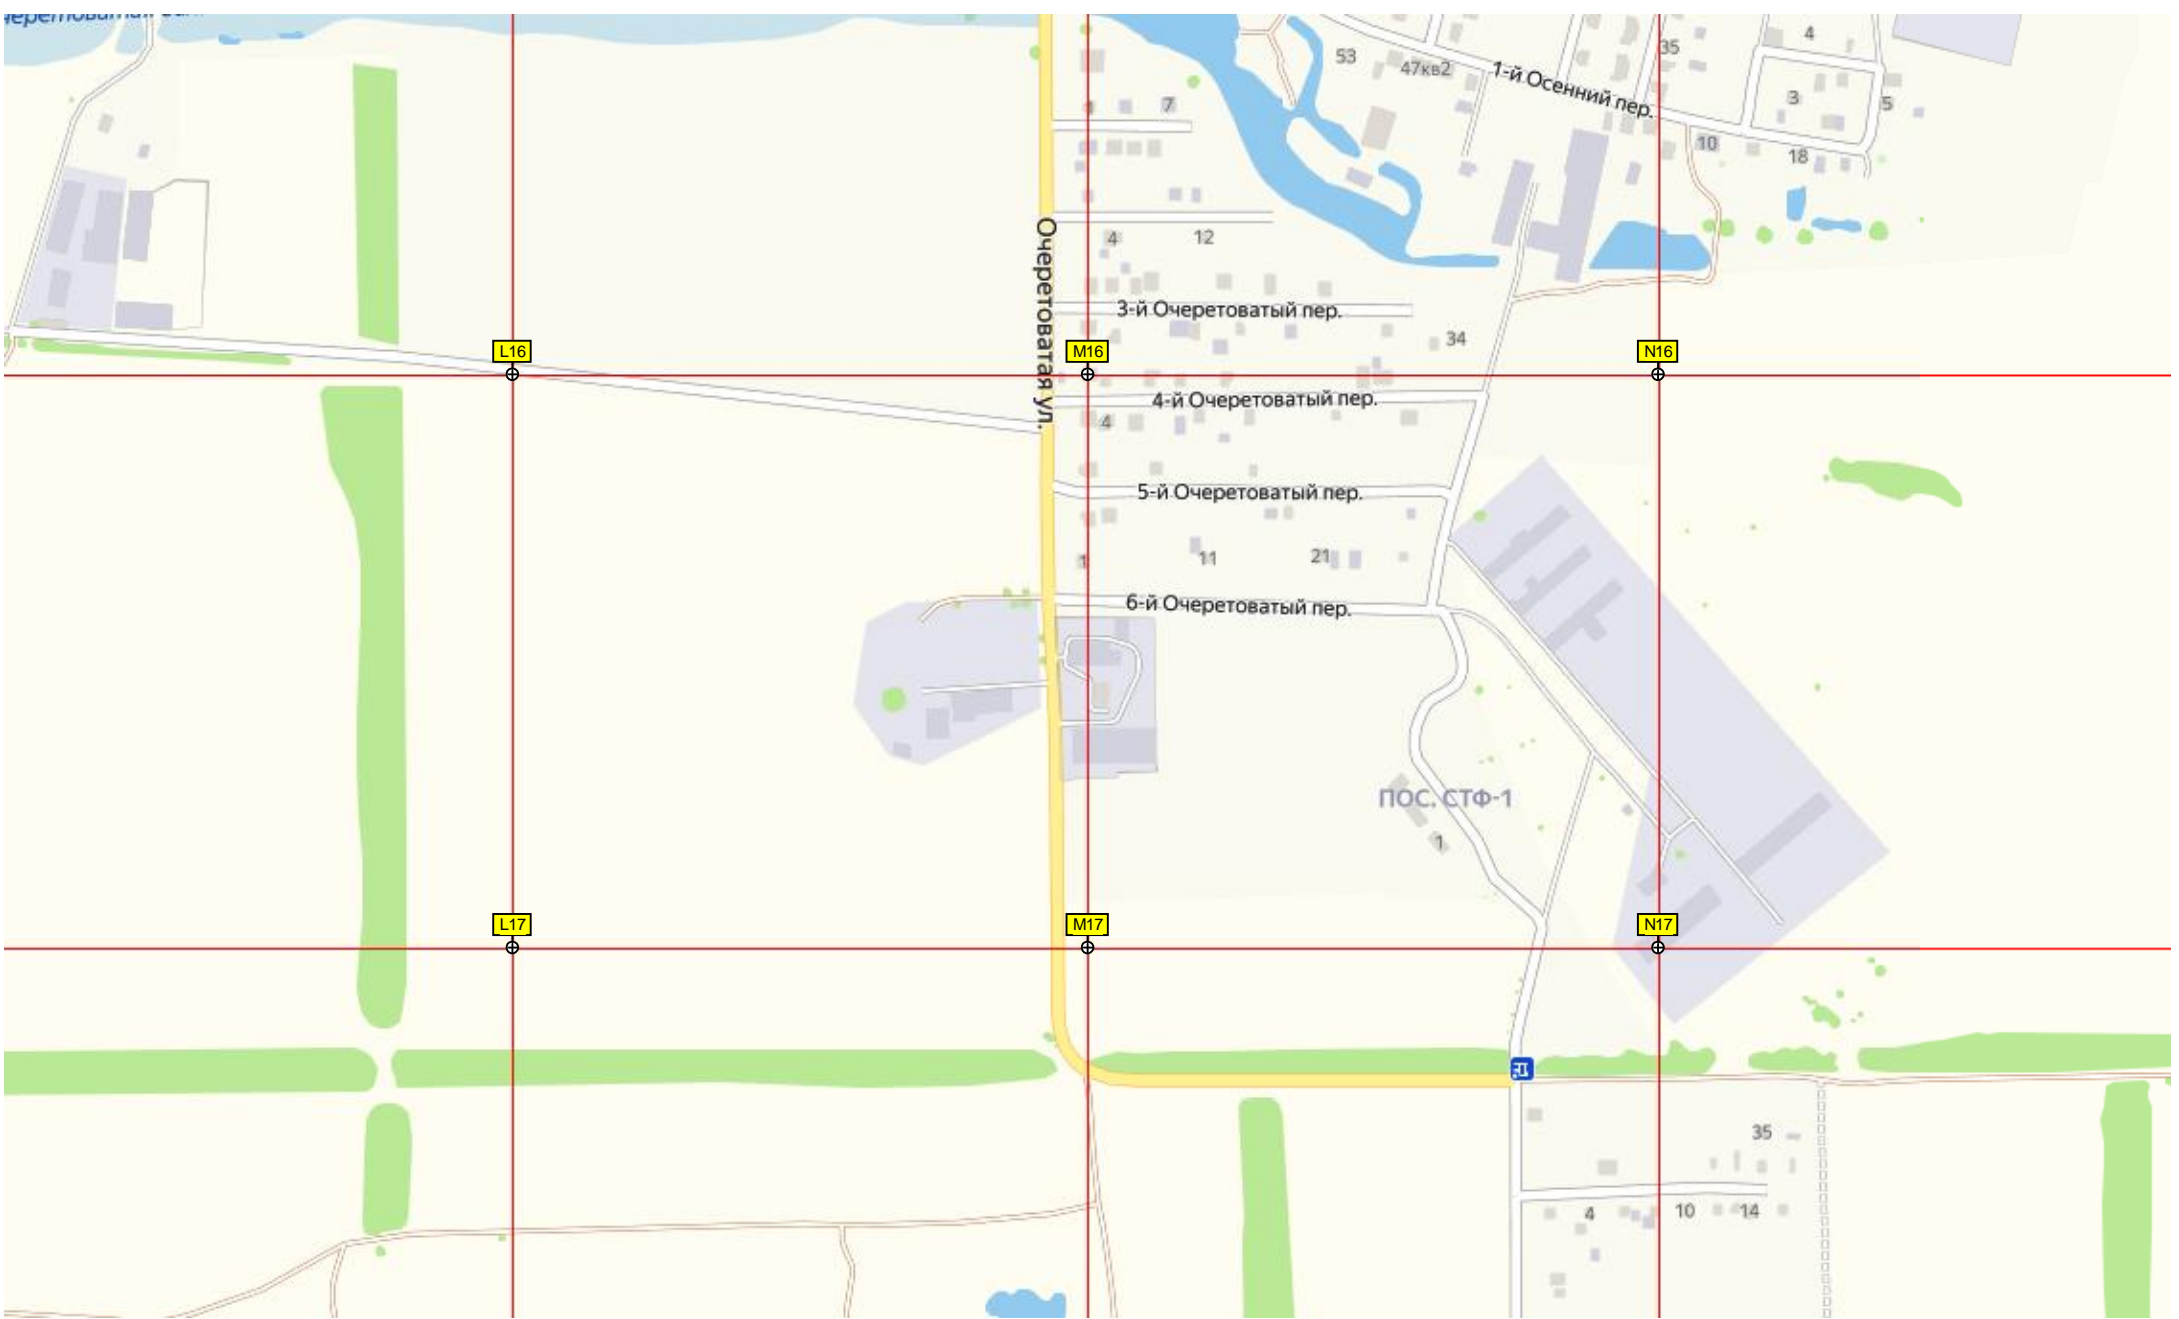 53
47кв2
1-й Осенний пер.
35
4
3
5
10
18
7
4
12
Очеретоватая ул.
3-й Очеретоватый пер.
34
L16
M16
N16
4-й Очеретоватый пер.
4
5-й Очеретоватый пер.
1
11
21
6-й Очеретоватый пер.
ПОС. СТФ-1
1
L17
M17
N17
35
4
10
14